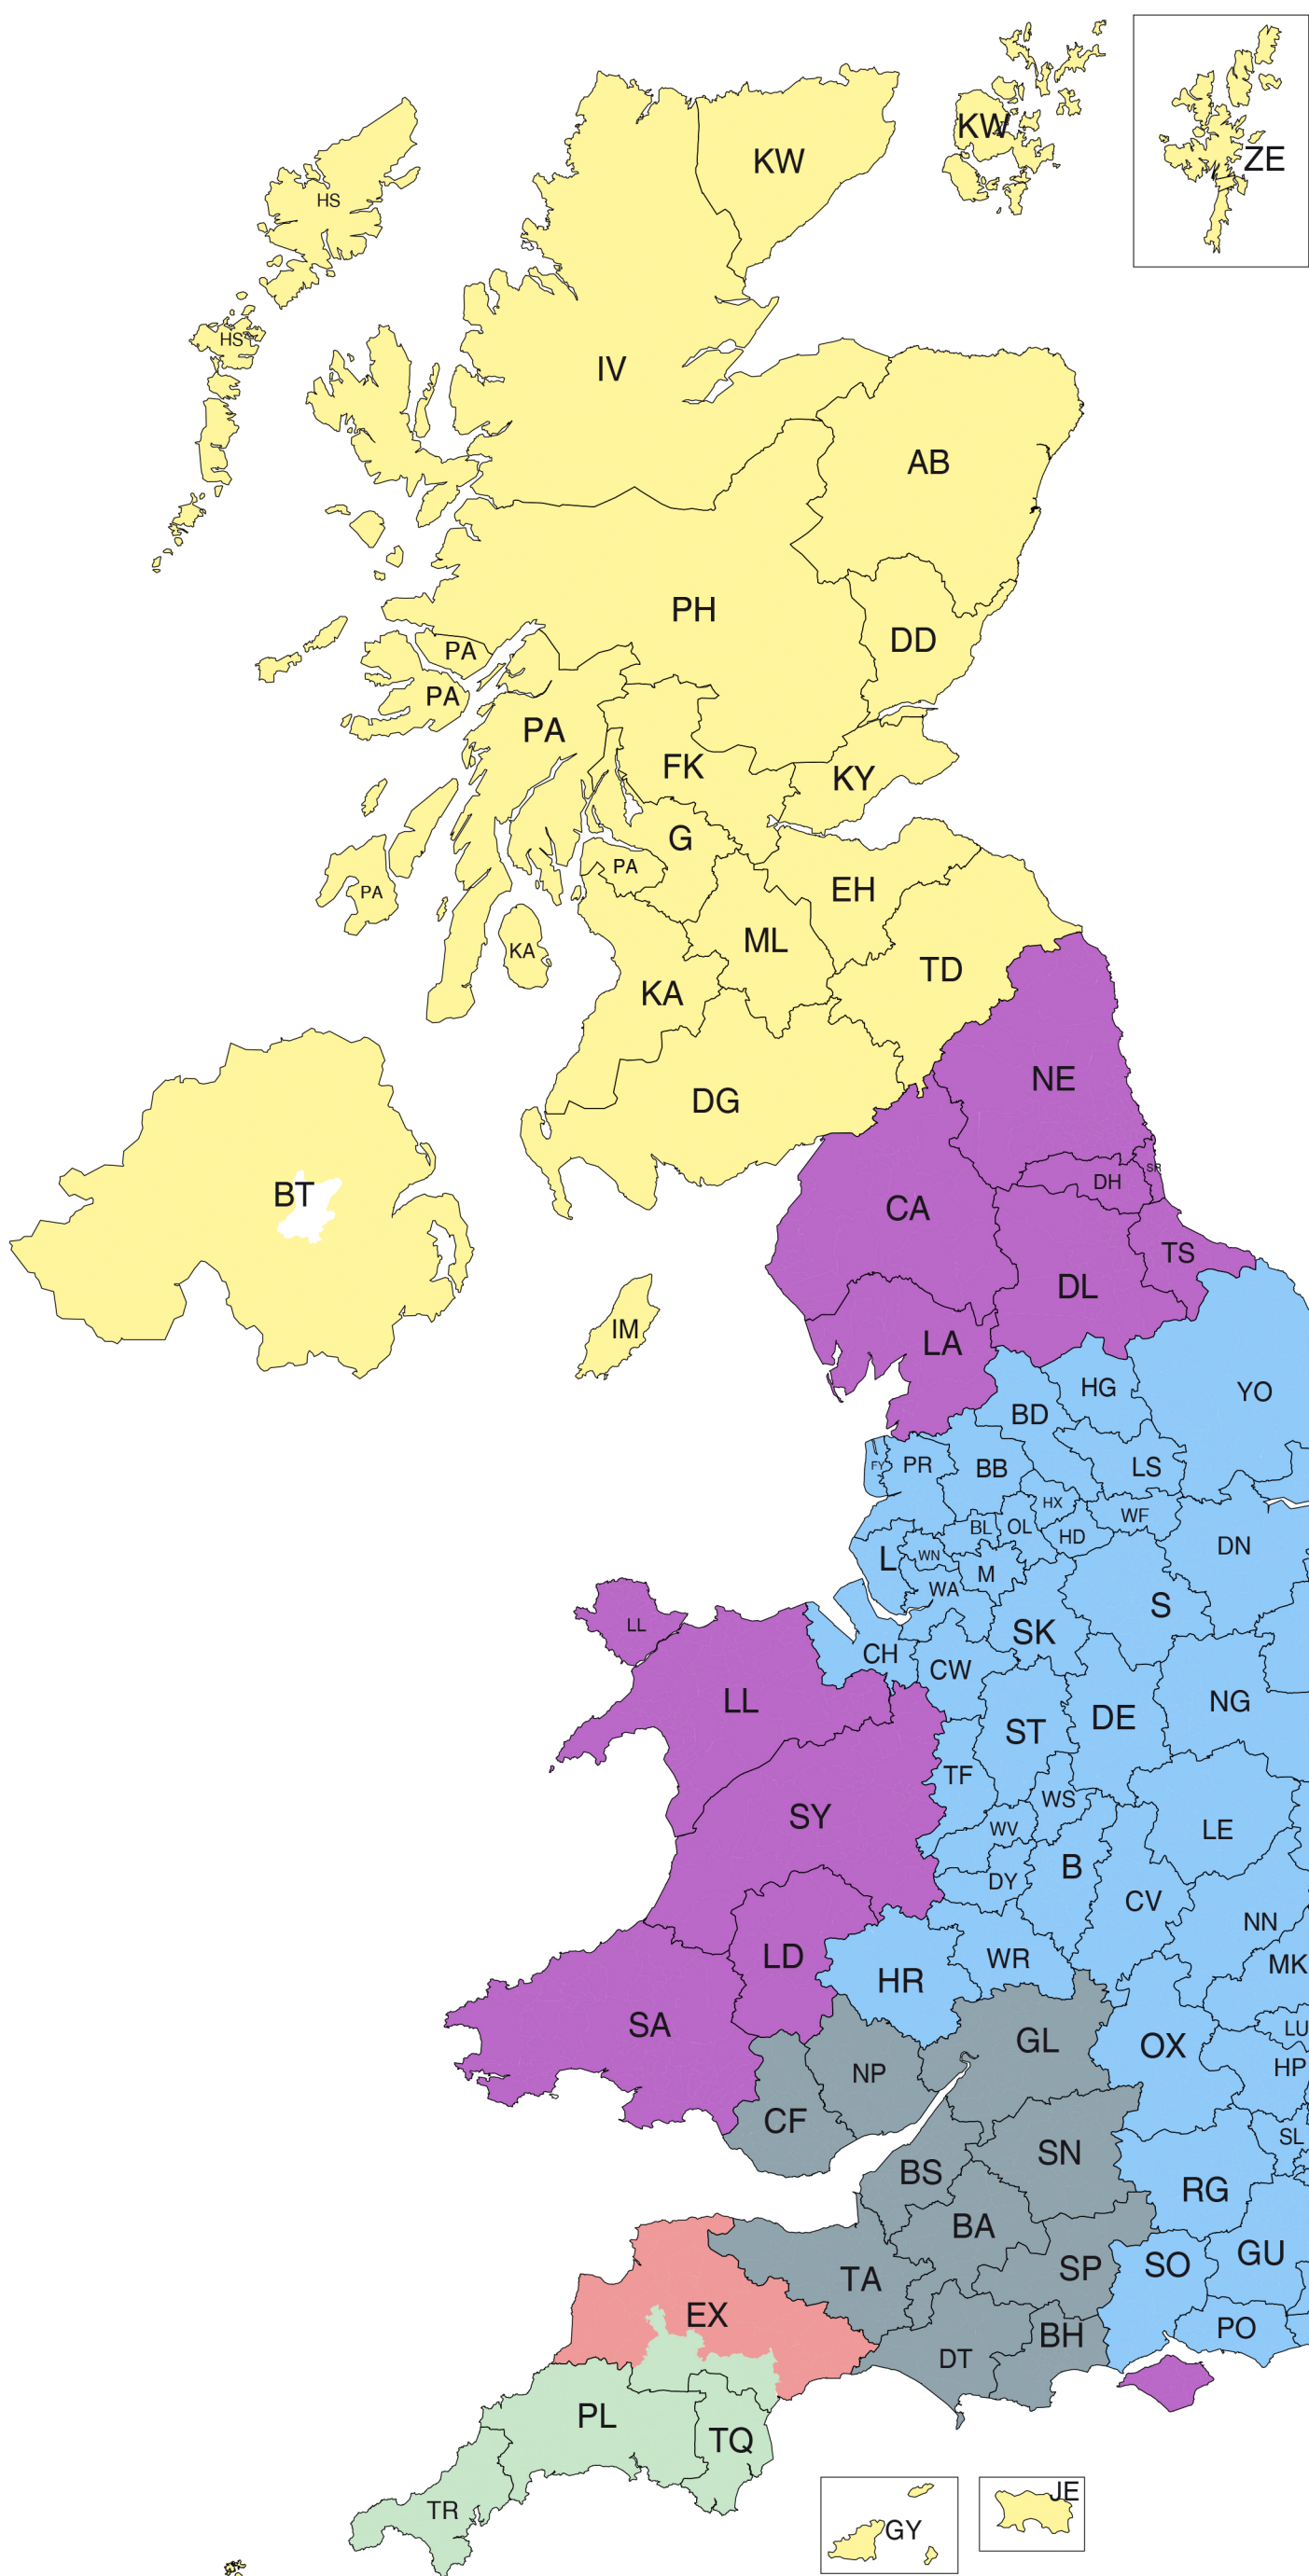 KW
KW
ZE
HS
HS
IV
AB
PH
DD
PA
PA
PA
FK
KY
G
PA
PA
EH
ML
TD
KA
KA
DG
NE
SR
DH
BT
CA
TS
DL
IM
LA
HG
YO
BD
FY
PR
BB
LS
HX
WF
BL
OL
HD
DN
L
WN
M
WA
S
LL
SK
CH
CW
LL
NG
ST
DE
TF
WS
SY
WV
LE
B
DY
CV
NN
LD
WR
MK
HR
SA
LU
GL
OX
HP
NP
CF
SL
SN
BS
RG
BA
GU
SP
SO
TA
EX
PO
BH
DT
PL
TQ
JE
TR
GY